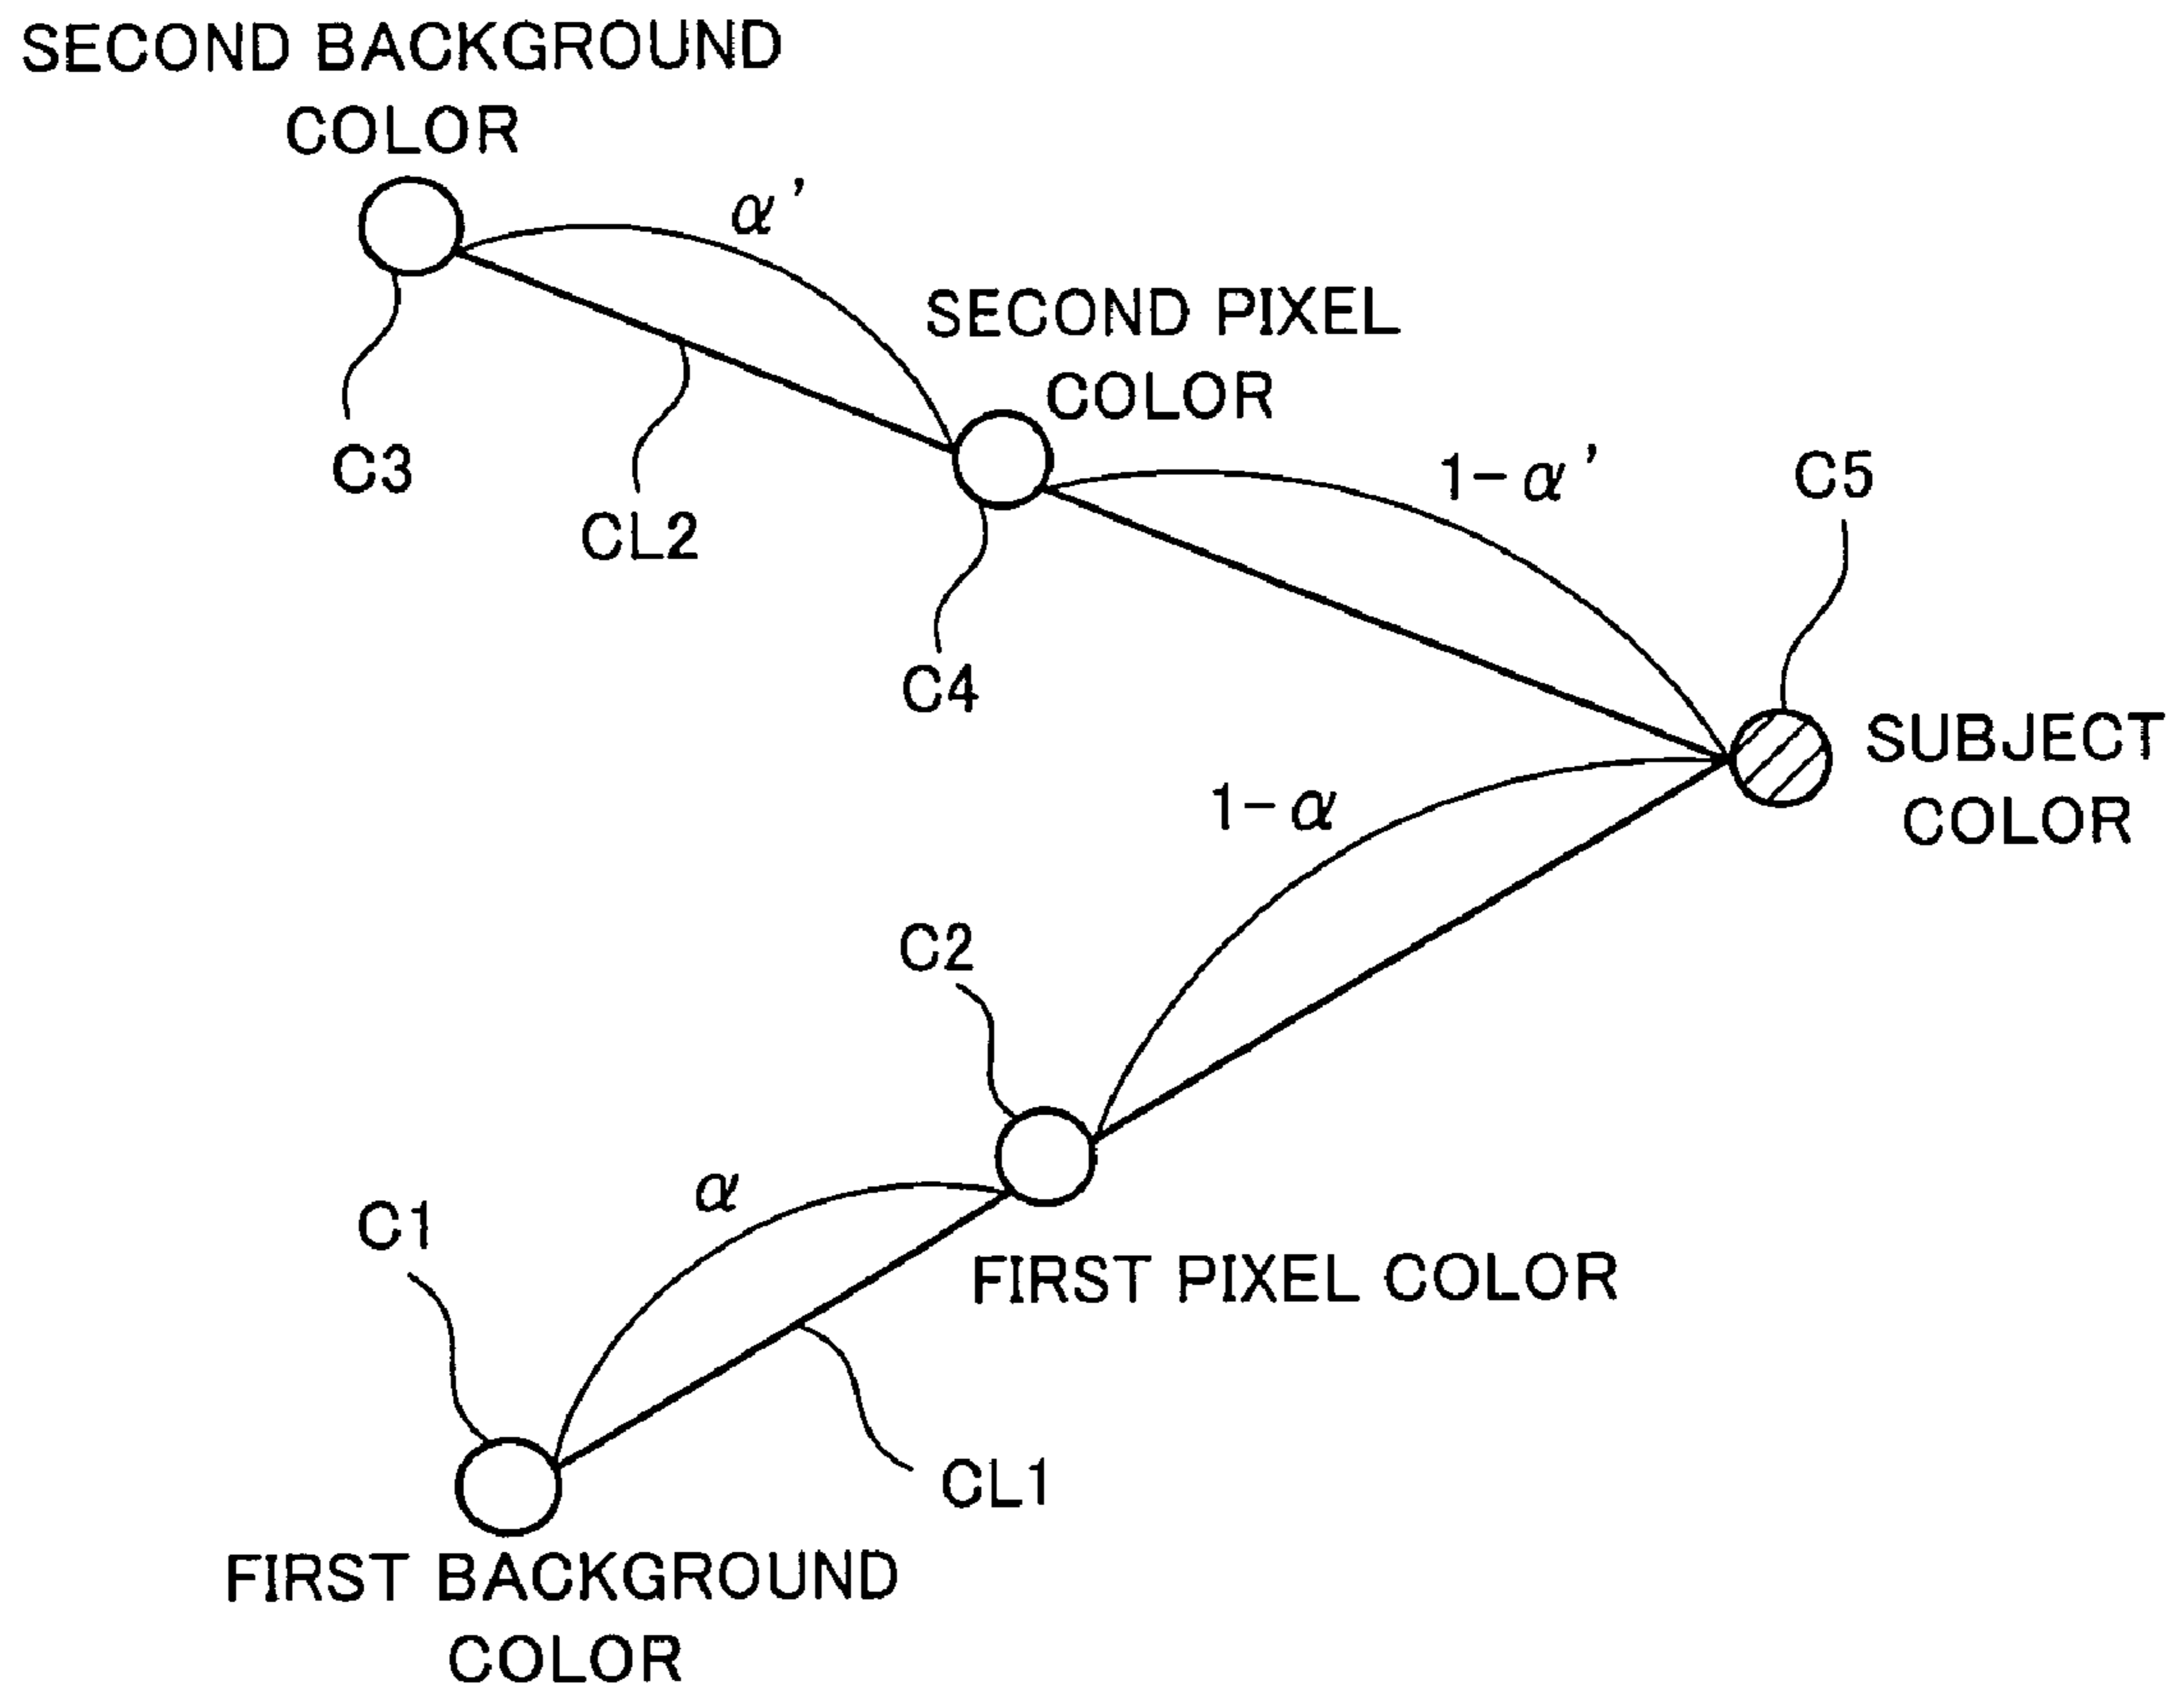 SECOND BACKGROUND
COLOR
α'
SECOND PIXEL
COLOR
C3
1-α'
C5
CL2
C4
SUBJECT
COLOR
1-α
C2
α
C1
FIRST PIXEL COLOR
CL1
FIRST BACKGROUND
COLOR